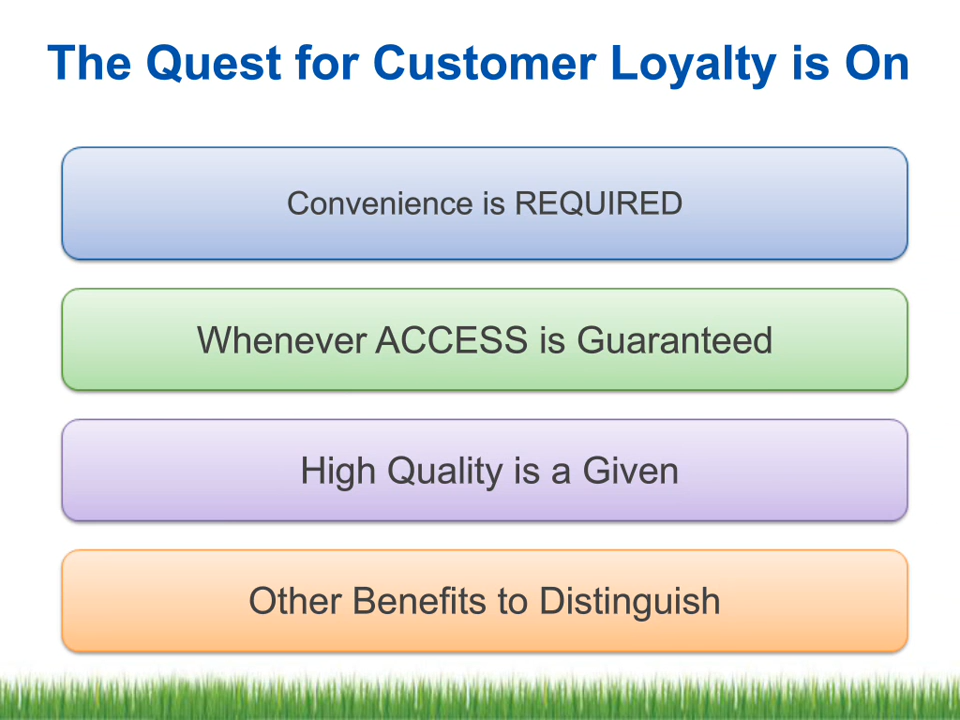 The Quest for Customer Loyalty is On
Convenience is REQUIRED
Whenever ACCESS is Guaranteed
High Quality is a Given
Other Benefits to Distinguish